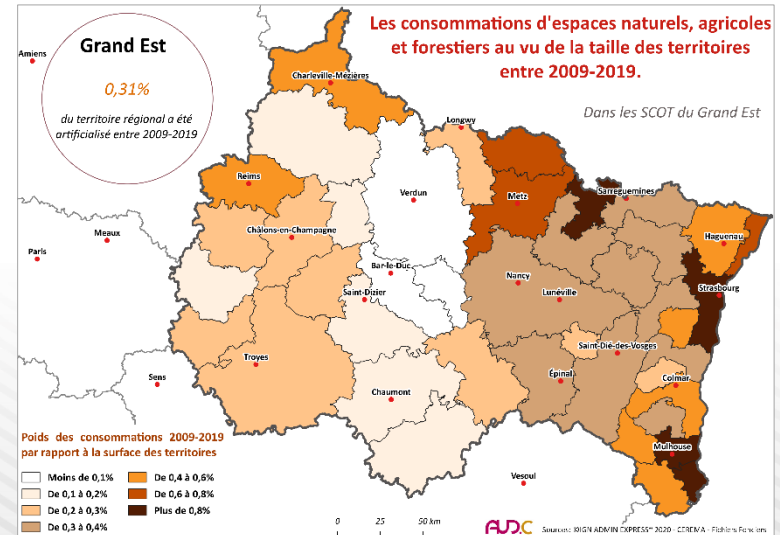 Grand Est
0,31%
du territoire régional a été
artificialisé entre 2009-2019
Les consommations d'espaces naturels, agricoles
et forestiers au vu de la taille des territoires
entre 2009-2019.
Dans les SCOT du Grand Est
Amiens
Charleville-Mézières
Longwy
Reims
Verdun
Metz
Sarreguemines
Haguenau
Meaux
Paris
Châlons-en-Champagne
Bar-le-Duc
Saint-Dizier
Nancy
Lunéville
Strasbourg
Troyes
Sens
Saint-Dié-des-Vosges
Épinal
Colmar
Chaumont
Mulhouse
Vesoul
Poids des consommations 2009-2019
par rapport à la surface des territoires
Moins de 0,1%
De 0,1 à 0,2%
De 0,2 à 0,3%
De 0,3 à 0,4%
De 0,4 à 0,6%
De 0,6 à 0,8%
Plus de 0,8%
0 25 50 km
AUD.C
Sources: ©IGN ADMIN EXPRESS® 2020 - CEREMA - Fichiers Fonciers